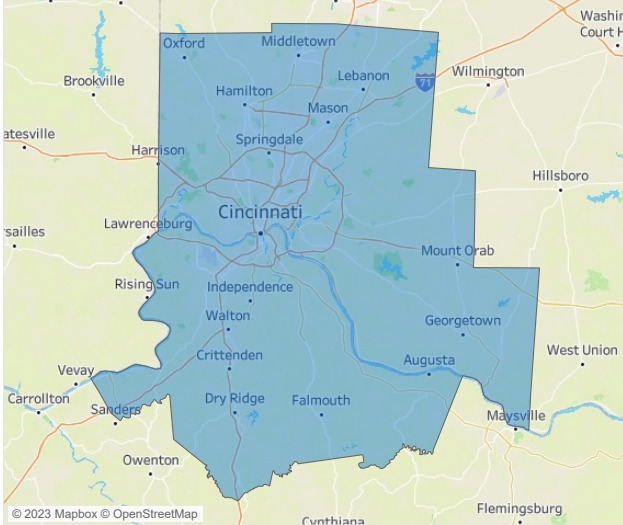 Washin
Court H
Oxford
Middletown
Brookville
Lebanon
Wilmington
71
Hamilton
Mason
atesville
Springdale
Harrison
Hillsboro
Cincinnati
Lawrenceburg
rsailles
Mount Orab
Rising Sun
Independence
Walton
Georgetown
Crittenden
West Union
Augusta
Vevay
Carrollton
Dry Ridge
Falmouth
Sanders
Maysville
Owenton
Flemingsburg
© 2023 Mapbox © OpenStreetMap
Cynthiana